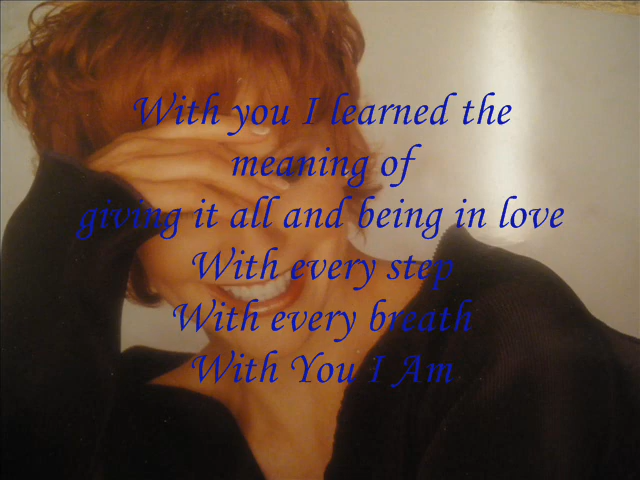 With you I learned the
meaning of
giving it all and being in love
With every step
With every breath
With You I Am